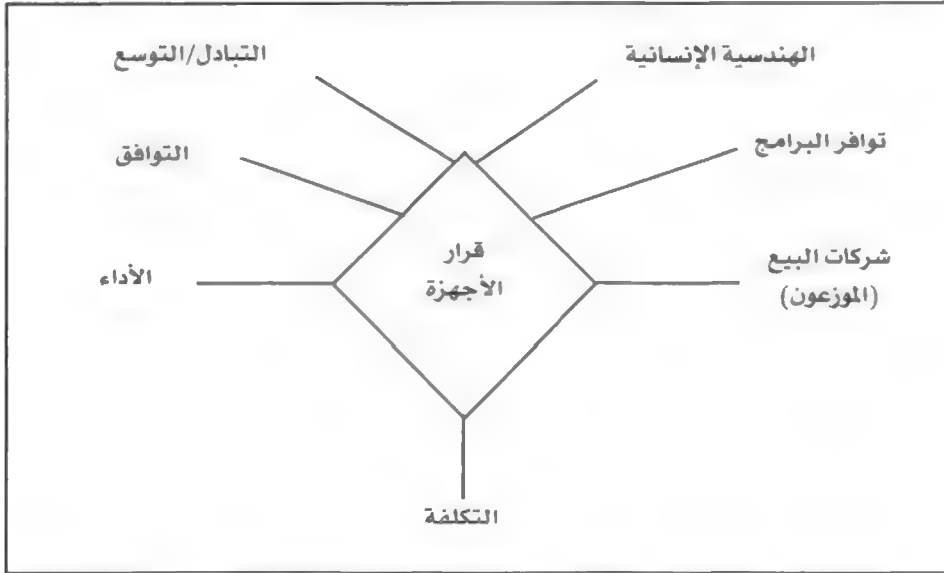 الهندسية الإنسانية
التبادل/التوسع
توافر البرامج
التوافق
قرار
الأجهزة
شركات البيع
(الموزعون)
الأداء
التكلفة